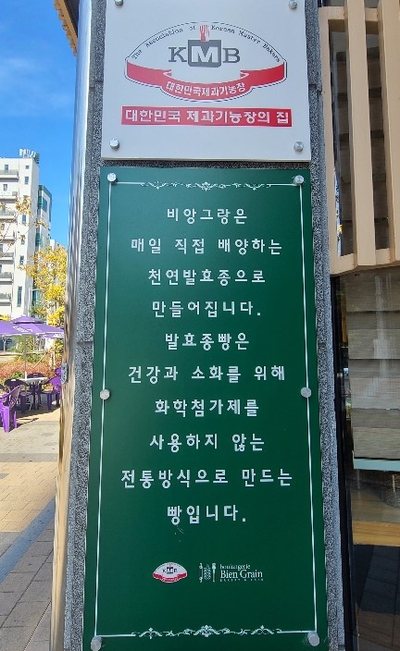 The Association of Korean Master Bakers
KMB
대한민국제과기능장
대한민국 제과기능장의 집
비앙그랑은
매일 직접 배양하는
천연발효종으로
만들어집니다.
발효종빵은
건강과 소화를 위해
화학첨가제를
사용하지 않는
전통방식으로 만드는
빵입니다.
KMB
boulangerie
Bien Grain